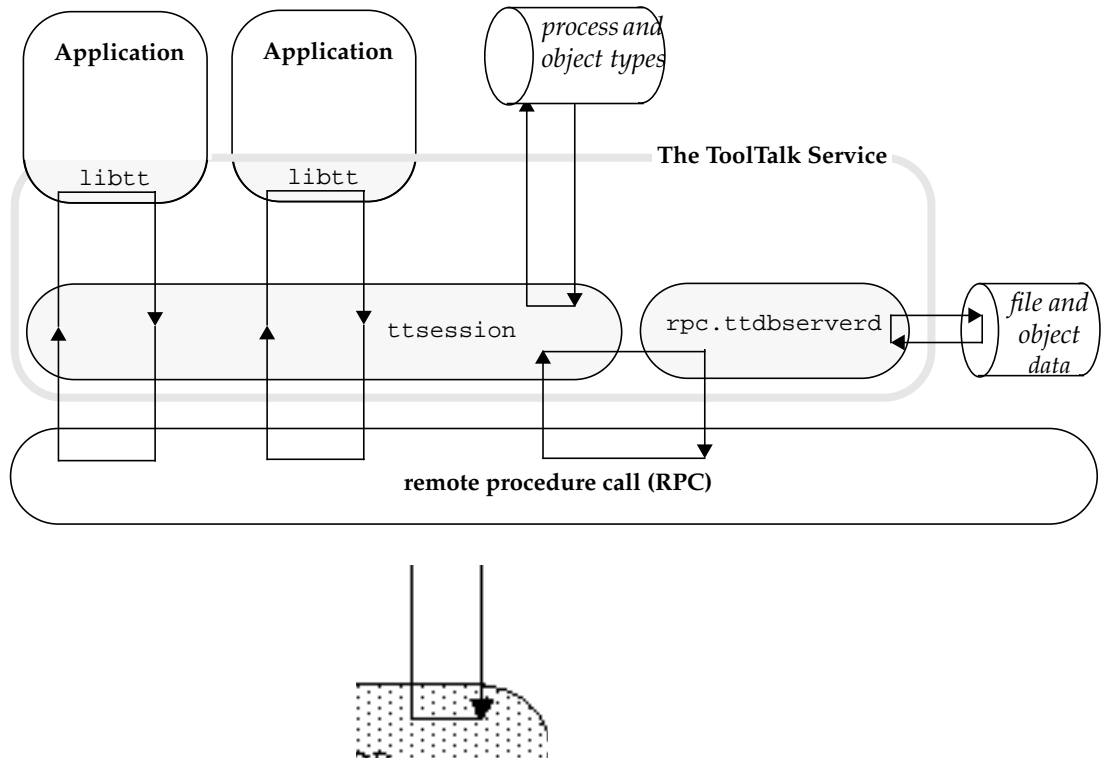 Application
Application
process and
object types
The ToolTalk Service
libtt
libtt
ttsession
rpc.ttdbserverd
file and
object
data
remote procedure call (RPC)